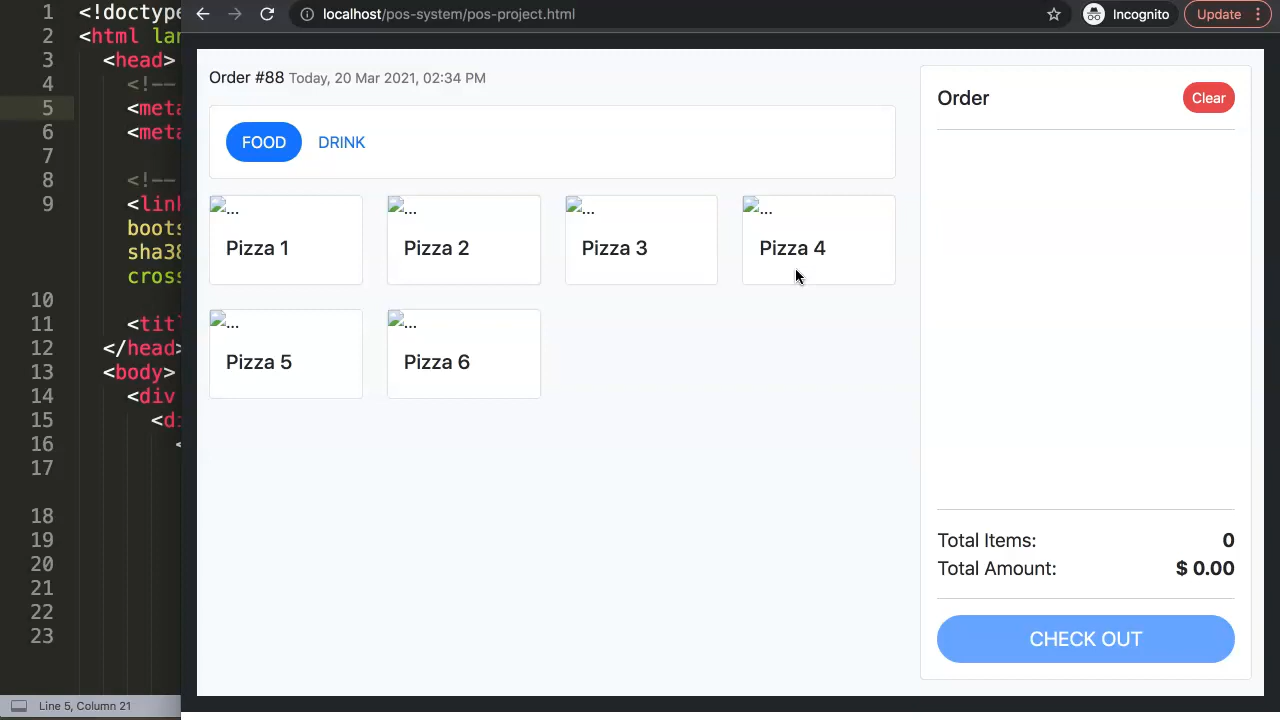 1 <!doctype
2 <html lan
3 <head>
4 <!--
5 <meta
6 <meta
7
8 <!--
9 <link
boots
sha38
cross
10
11 <titl
12 </head>
13 <body>
14 <div
15 <di
16 <
17
18
19
20
21
22
23
Line 5, Column 21
localhost/pos-system/pos-project.html
Incognito
Update
Order #88 Today, 20 Mar 2021, 02:34 PM
FOOD DRINK
... ... ... ...
Pizza 1 Pizza 2 Pizza 3 Pizza 4
... ...
Pizza 5 Pizza 6
Order Clear
Total Items: 0
Total Amount: $ 0.00
CHECK OUT